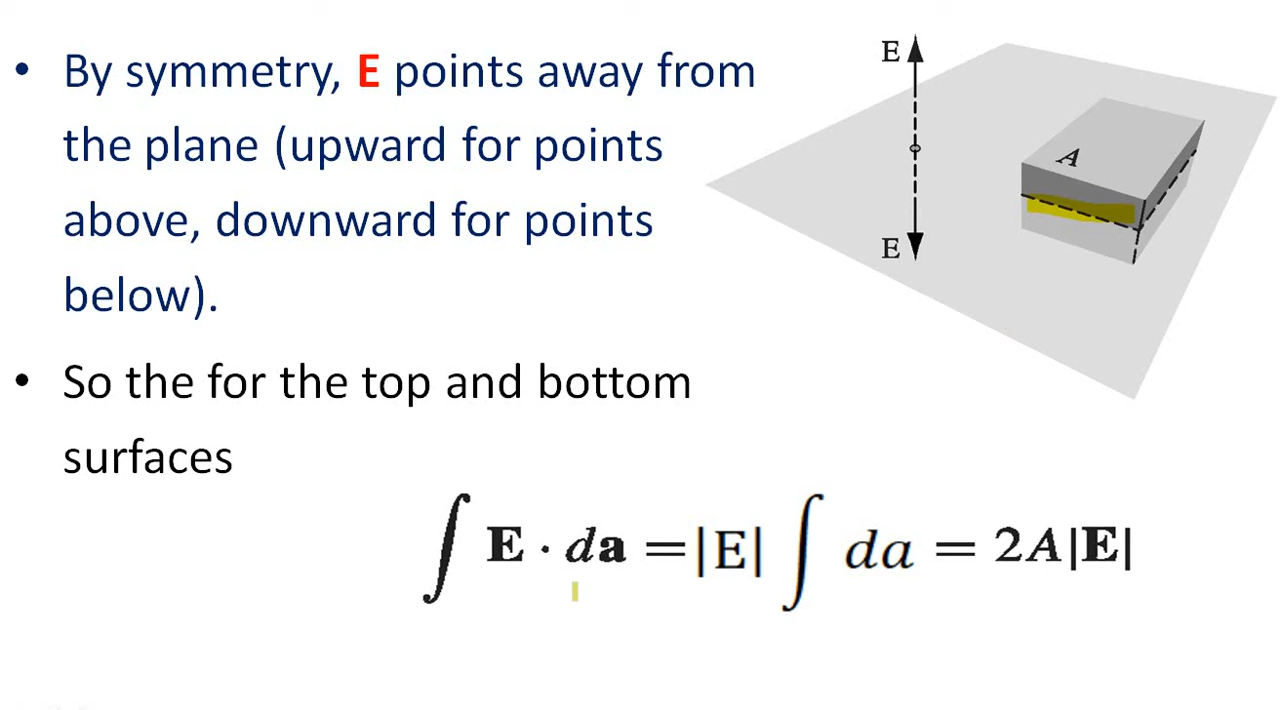 • By symmetry, E points away from
the plane (upward for points
above, downward for points
below).
• So the for the top and bottom
surfaces
∫ E · da = |E| ∫ da = 2A|E|
E
A
E